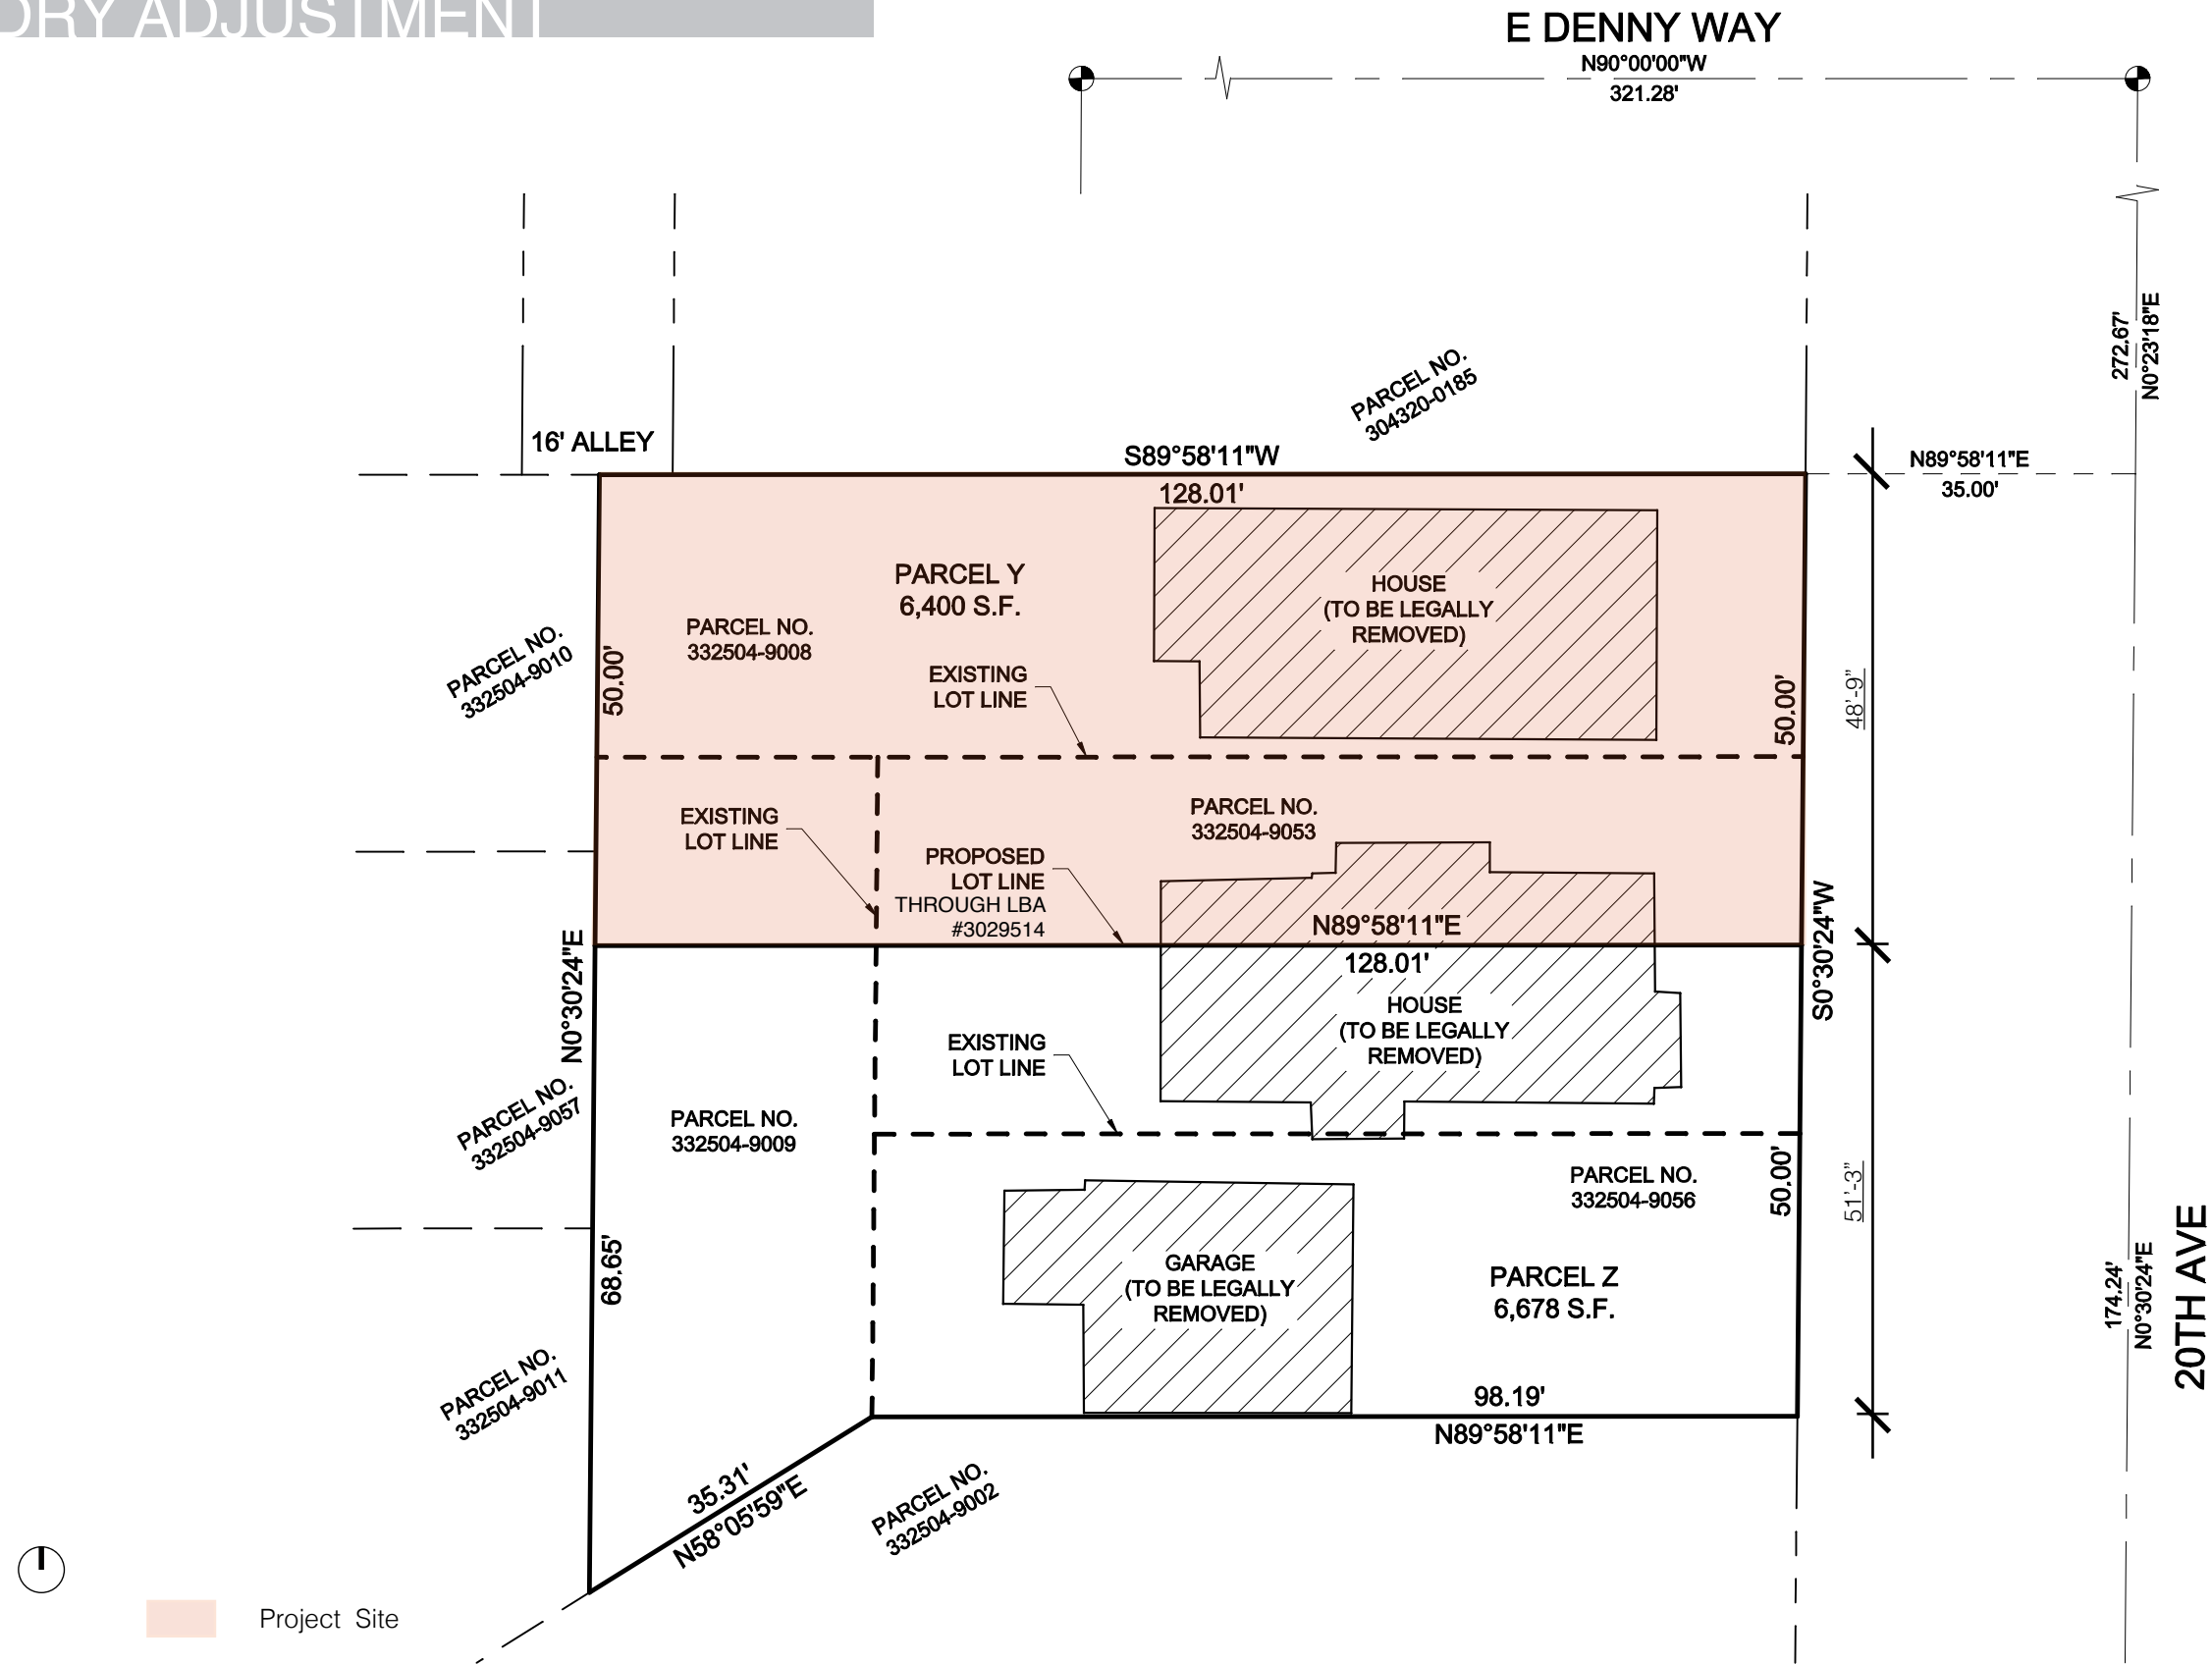 DRY ADJUSTMENT
E DENNY WAY
N90°00'00"W
321.28'
272.67'
N0°23'18"E
PARCEL NO.
304320-0185
16' ALLEY
S89°58'11"W
128.01'
N89°58'11"E
35.00'
PARCEL Y
6,400 S.F.
HOUSE
(TO BE LEGALLY
REMOVED)
PARCEL NO.
332504-9008
PARCEL NO.
332504-9010
50.00'
EXISTING
LOT LINE
50.00'
48'-9"
EXISTING
LOT LINE
PARCEL NO.
332504-9053
PROPOSED
LOT LINE
THROUGH LBA
#3029514
N89°58'11"E
128.01'
N0°30'24"E
S0°30'24"W
HOUSE
(TO BE LEGALLY
REMOVED)
EXISTING
LOT LINE
PARCEL NO.
332504-9057
PARCEL NO.
332504-9009
PARCEL NO.
332504-9056
50.00'
51'-3"
68.65'
GARAGE
(TO BE LEGALLY
REMOVED)
PARCEL Z
6,678 S.F.
174.24'
N0°30'24"E
20TH AVE
PARCEL NO.
332504-9011
98.19'
N89°58'11"E
35.31'
N58°05'59"E
PARCEL NO.
332504-9002
Project Site